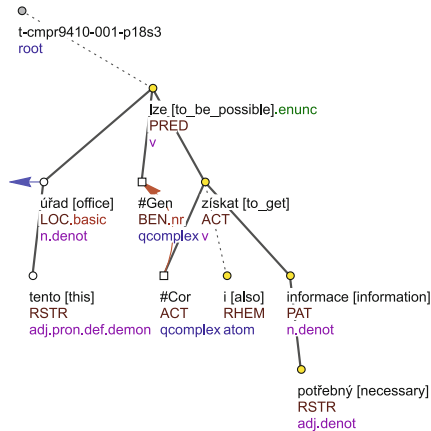 t-cmpr9410-001-p18s3
root
lze [to_be_possible].enunc
PRED
v
úřad [office] #Gen získat [to_get]
LOC.basic BEN.nr ACT
n.denot qcomplex v
tento [this] #Cor i [also] informace [information]
RSTR ACT RHEM PAT
adj.pron.def.demon qcomplex atom n.denot
potřebný [necessary]
RSTR
adj.denot